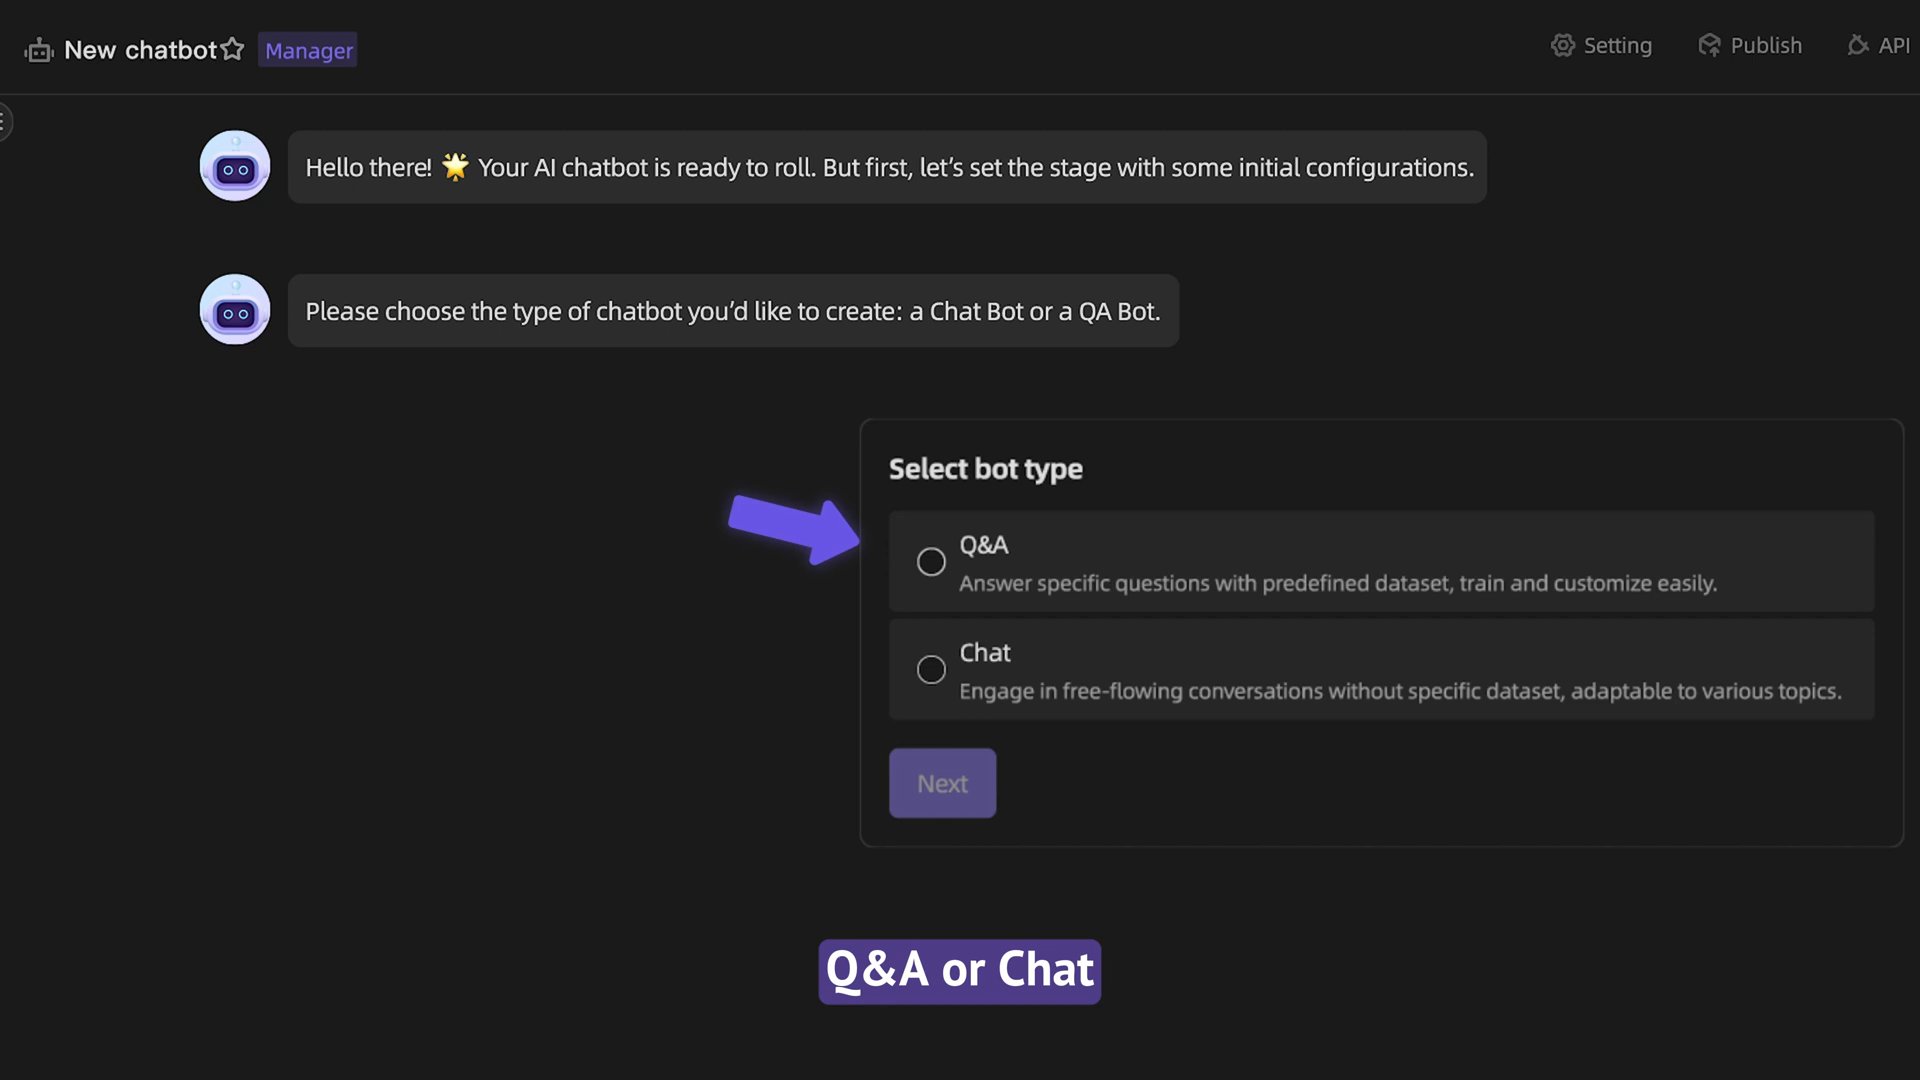 New chatbot Manager Setting Publish API
Hello there! 🌟 Your AI chatbot is ready to roll. But first, let’s set the stage with some initial configurations.
Please choose the type of chatbot you’d like to create: a Chat Bot or a QA Bot.
Select bot type
Q&A
Answer specific questions with predefined dataset, train and customize easily.
Chat
Engage in free-flowing conversations without specific dataset, adaptable to various topics.
Next
Q&A or Chat